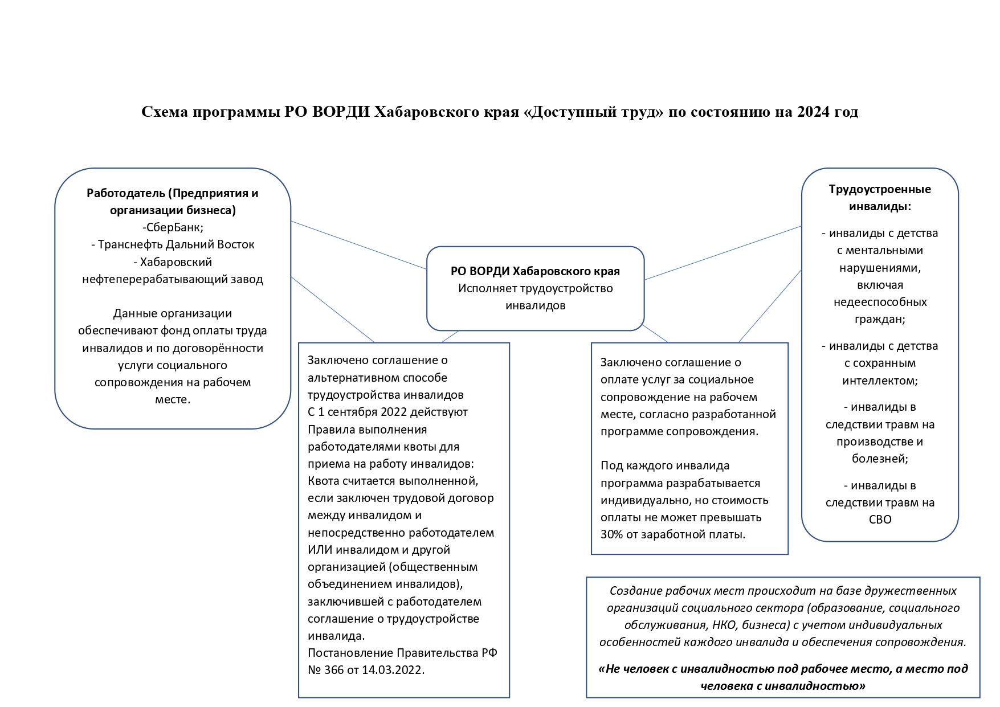 Схема программы РО ВОРДИ Хабаровского края «Доступный труд» по состоянию на 2024 год
Работодатель (Предприятия и
организации бизнеса)
-СберБанк;
- Транснефть Дальний Восток
- Хабаровский
нефтеперерабатывающий завод
Данные организации
обеспечивают фонд оплаты труда
инвалидов и по договорённости
услуги социального
сопровождения на рабочем
месте.
РО ВОРДИ Хабаровского края
Исполняет трудоустройство
инвалидов
Заключено соглашение о
альтернативном способе
трудоустройства инвалидов
С 1 сентября 2022 действуют
Правила выполнения
работодателями квоты для
приема на работу инвалидов:
Квота считается выполненной,
если заключен трудовой договор
между инвалидом и
непосредственно работодателем
ИЛИ инвалидом и другой
организацией (общественным
объединением инвалидов),
заключившей с работодателем
соглашение о трудоустройстве
инвалида.
Постановление Правительства РФ
№ 366 от 14.03.2022.
Заключено соглашение о
оплате услуг за социальное
сопровождение на рабочем
месте, согласно разработанной
программе сопровождения.
Под каждого инвалида
программа разрабатывается
индивидуально, но стоимость
оплаты не может превышать
30% от заработной платы.
Трудоустроенные
инвалиды:
- инвалиды с детства
с ментальными
нарушениями,
включая
недееспособных
граждан;
- инвалиды с детства
с сохранным
интеллектом;
- инвалиды в
следствии травм на
производстве и
болезней;
- инвалиды в
следствии травм на
СВО
Создание рабочих мест происходит на базе дружественных
организаций социального сектора (образование, социального
обслуживания, НКО, бизнеса) с учетом индивидуальных
особенностей каждого инвалида и обеспечения сопровождения.
«Не человек с инвалидностью под рабочее место, а место под
человека с инвалидностью»